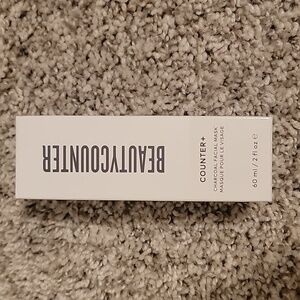 BEAUTYCOUNTER
COUNTER+
CHARCOAL FACIAL MASK
MASQUE POUR LE VISAGE
60 ml / 2 fl oz ℮